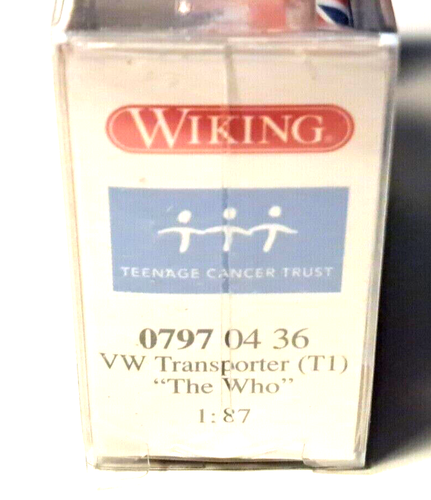 WIKING®
TEENAGE CANCER TRUST
0797 04 36
VW Transporter (T1)
“The Who”
1:87